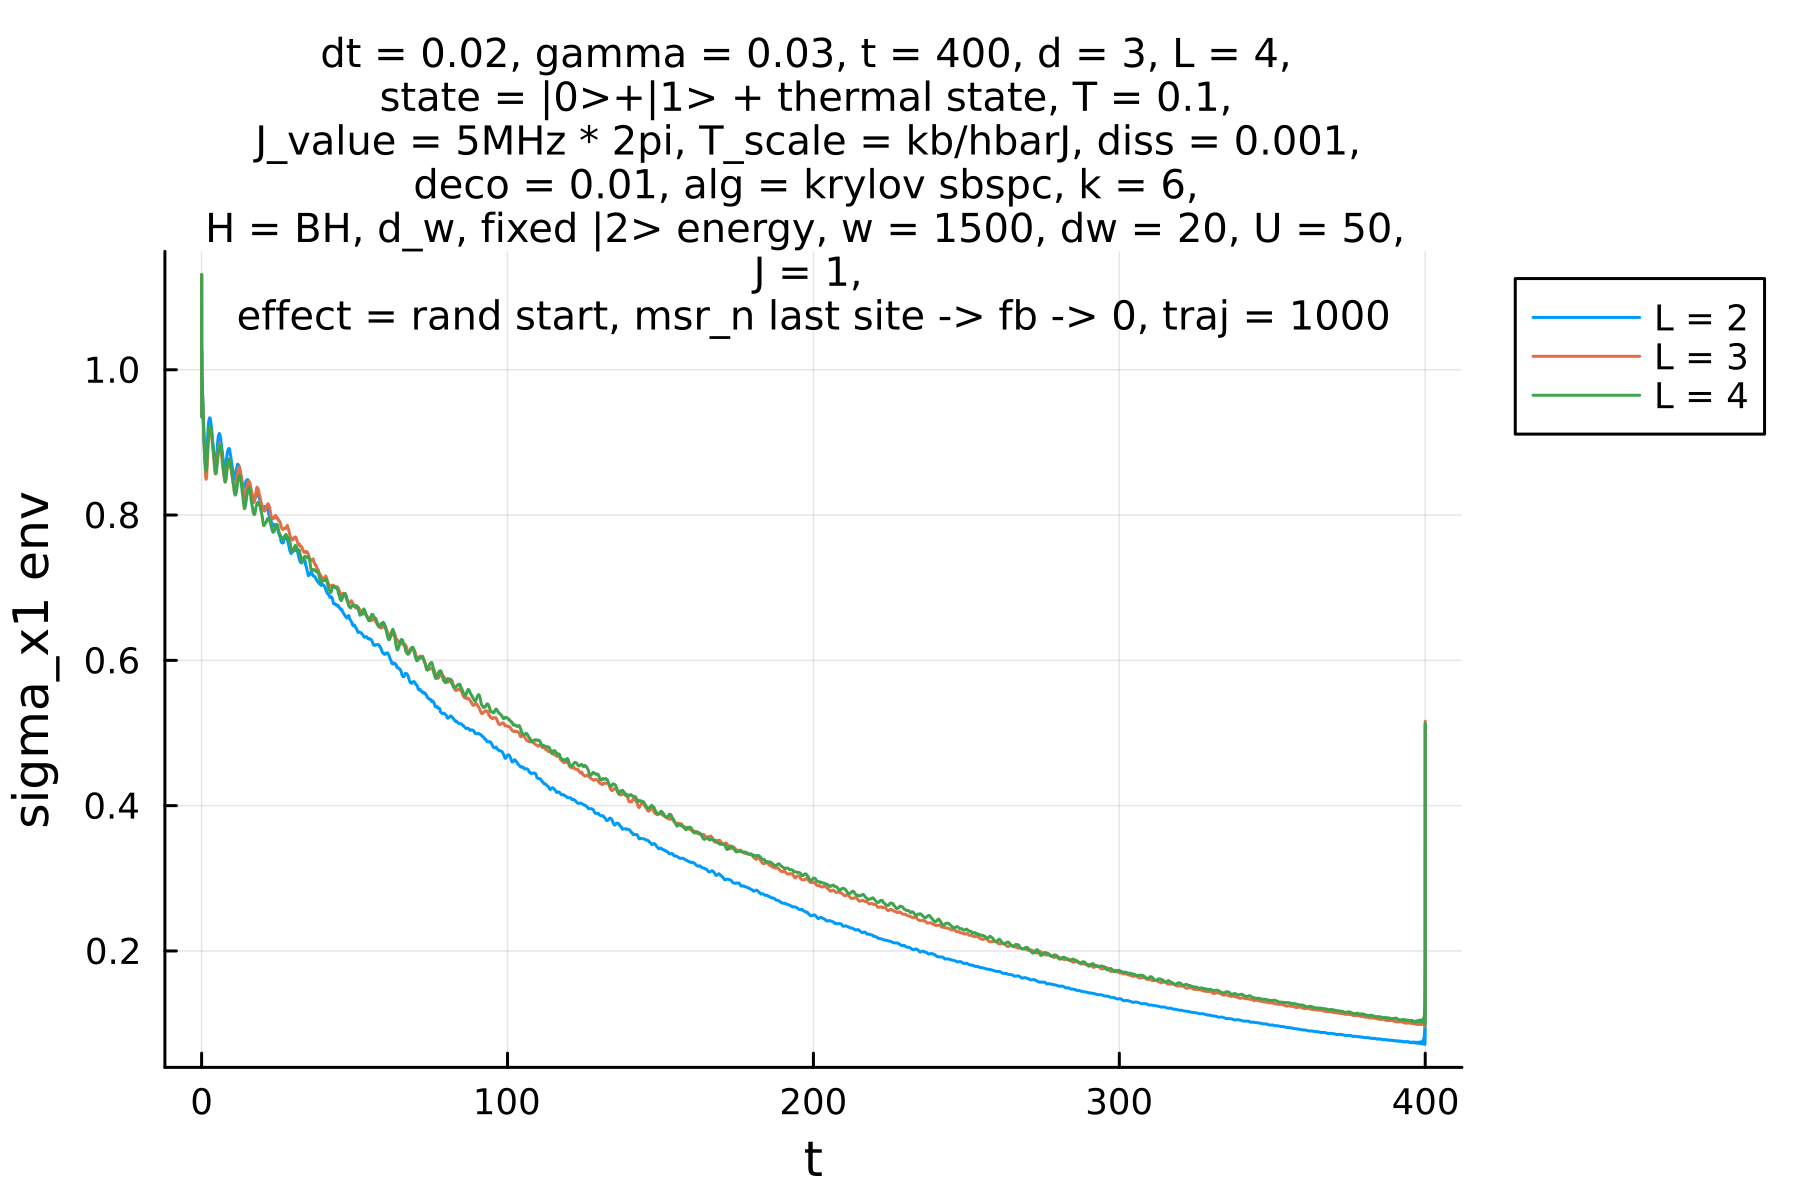 dt = 0.02, gamma = 0.03, t = 400, d = 3, L = 4,
state = |0>+|1> + thermal state, T = 0.1,
J_value = 5MHz * 2pi, T_scale = kb/hbarJ, diss = 0.001,
deco = 0.01, alg = krylov sbspc, k = 6,
H = BH, d_w, fixed |2> energy, w = 1500, dw = 20, U = 50,
J = 1,
effect = rand start, msr_n last site -> fb -> 0, traj = 1000
L = 2
L = 3
L = 4
sigma_x1 env
1.0
0.8
0.6
0.4
0.2
0
100
200
300
400
t